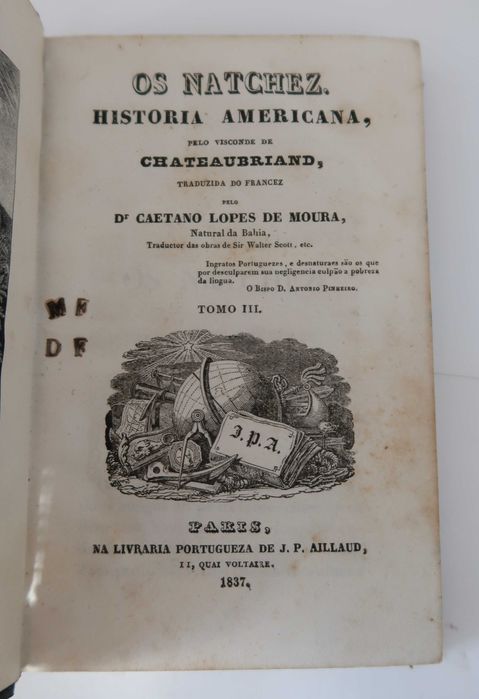 OS NATCHEZ.
HISTORIA AMERICANA,
PELO VISCONDE DE
CHATEAUBRIAND,
TRADUZIDA DO FRANCEZ
PELO
Dr CAETANO LOPES DE MOURA,
Natural da Bahia,
Traductor das obras de Sir Walter Scott, etc.
Ingratos Portuguezes, e desnaturaes são os que
por desculparem sua negligencia culpão a pobreza
da lingua.
O BISPO D. ANTONIO PINHEIRO.
TOMO III.
MF
DF
J. P. A.
PARIS,
NA LIVRARIA PORTUGUEZA DE J. P. AILLAUD,
11, QUAI VOLTAIRE.
1837.